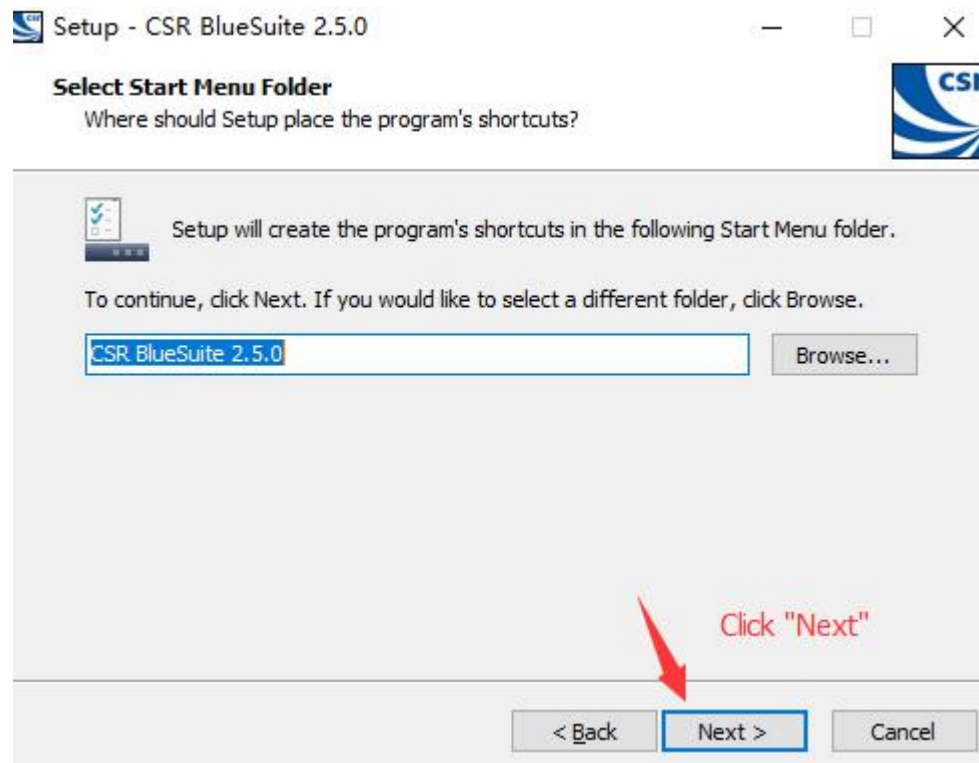 Setup - CSR BlueSuite 2.5.0
Select Start Menu Folder
Where should Setup place the program's shortcuts?
CSR
Setup will create the program's shortcuts in the following Start Menu folder.
To continue, click Next. If you would like to select a different folder, click Browse.
CSR BlueSuite 2.5.0
Browse...
Click "Next"
< Back
Next >
Cancel